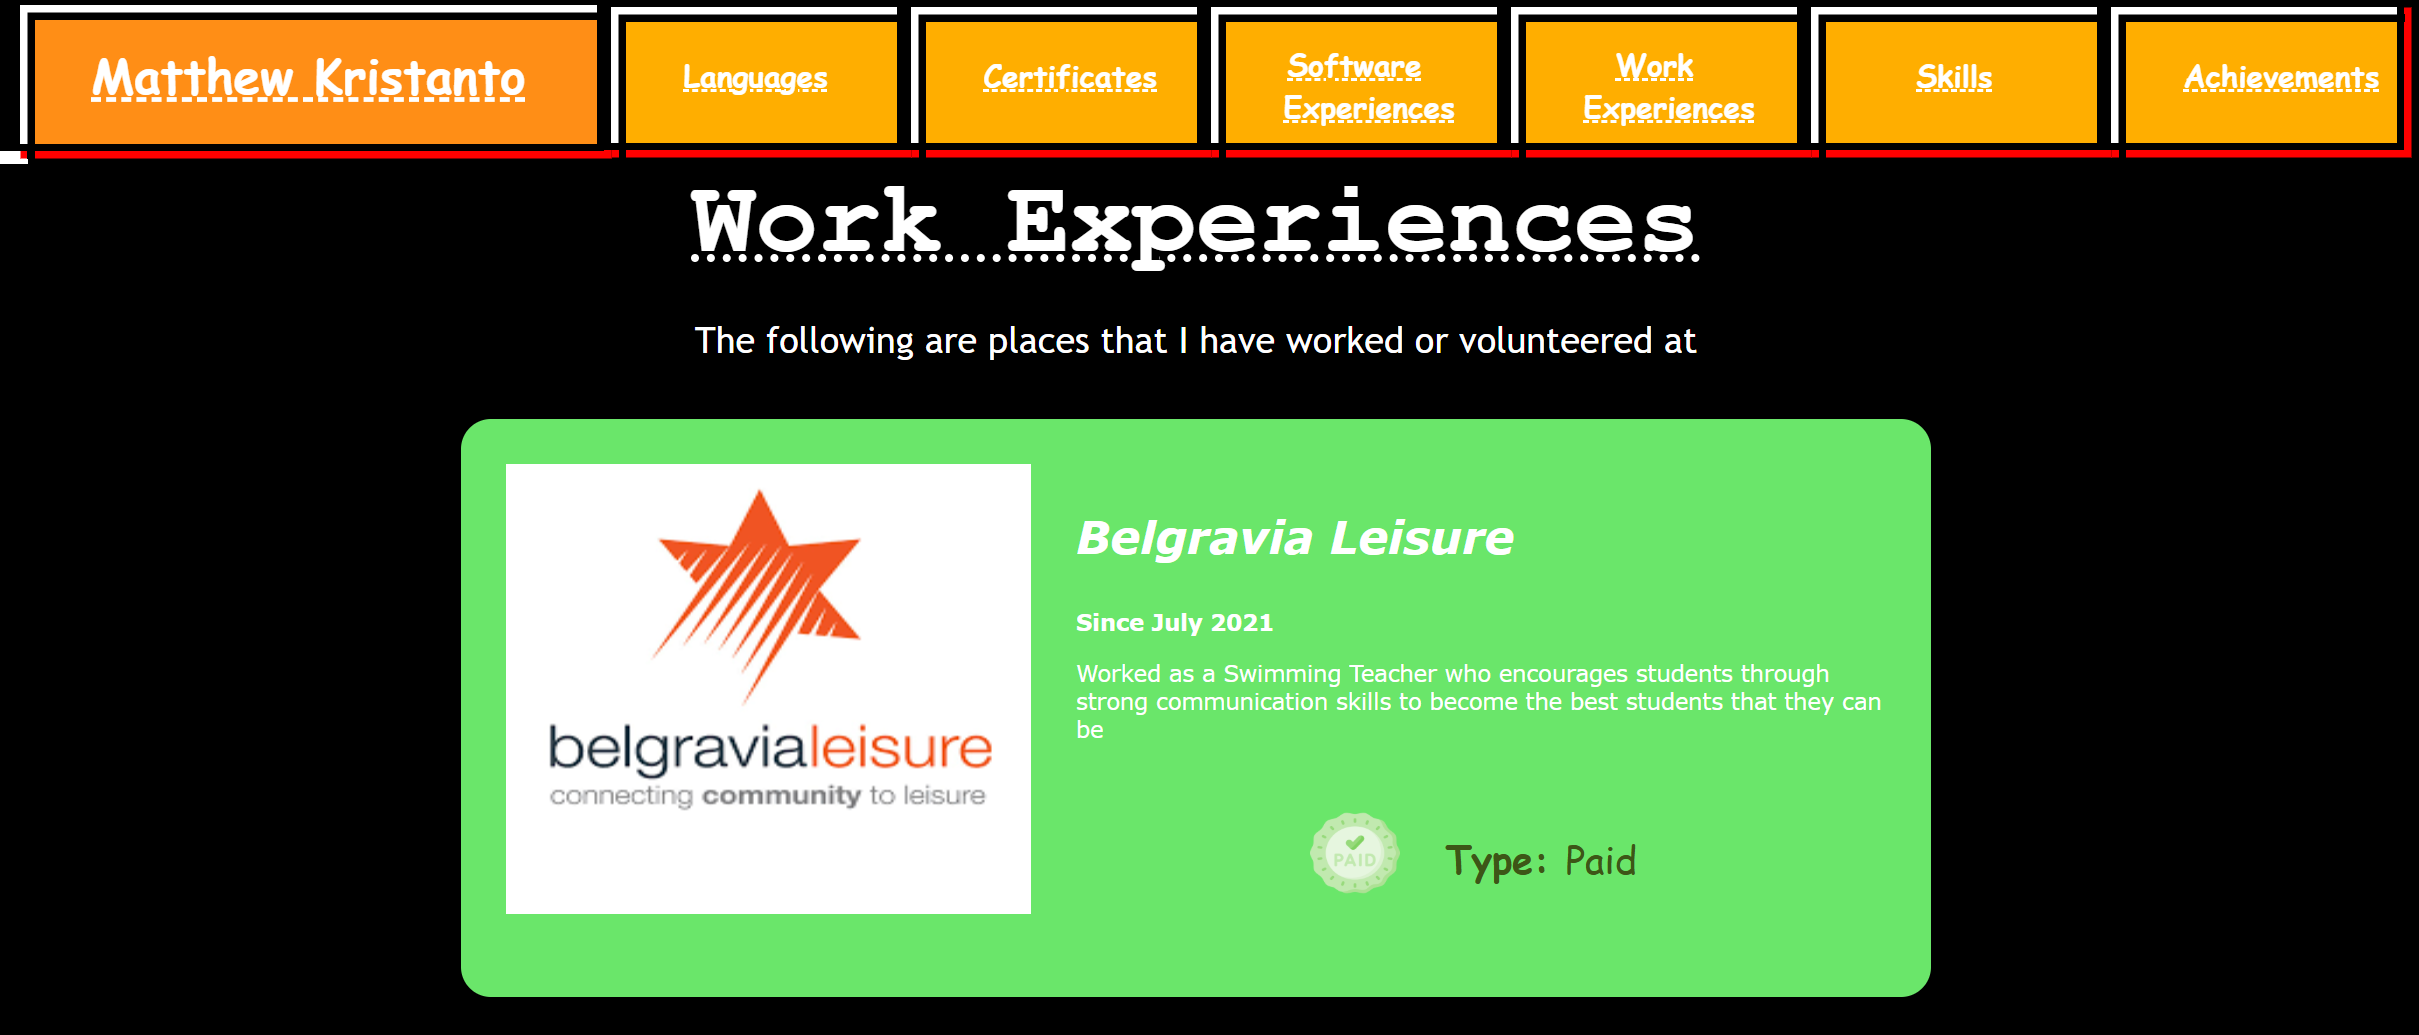 Matthew Kristanto
Languages
Certificates
Software
Experiences
Work
Experiences
Skills
Achievements
Work Experiences
The following are places that I have worked or volunteered at
belgravialeisure
connecting community to leisure
Belgravia Leisure
Since July 2021
Worked as a Swimming Teacher who encourages students through
strong communication skills to become the best students that they can
be
PAID
Type: Paid